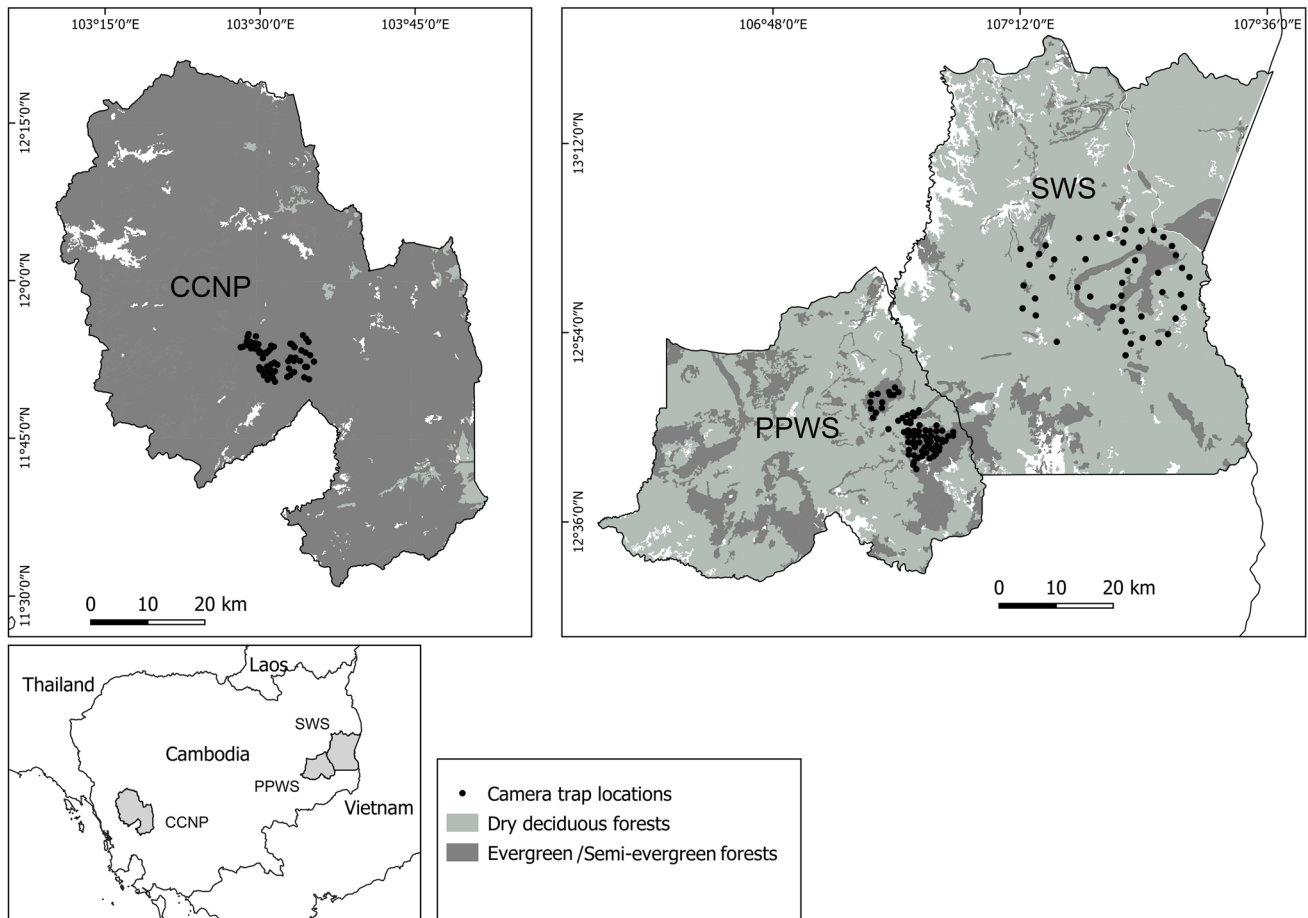 103°15′0″E 103°30′0″E 103°45′0″E
12°15′0″N
12°0′0″N
11°45′0″N
11°30′0″N
CCNP
0 10 20 km
106°48′0″E 107°12′0″E 107°36′0″E
13°12′0″N
12°54′0″N
12°36′0″N
SWS
PPWS
0 10 20 km
Laos
Thailand
SWS
Cambodia
PPWS
Vietnam
CCNP
Camera trap locations
Dry deciduous forests
Evergreen /Semi-evergreen forests